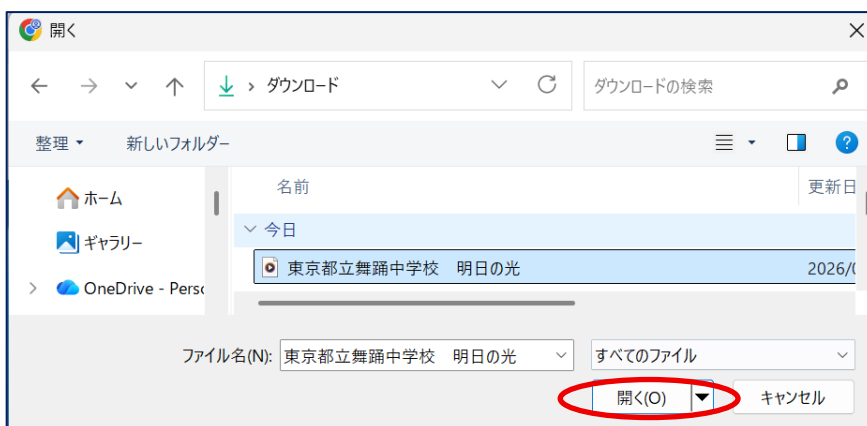 開く
ダウンロード
ダウンロードの検索
整理
新しいフォルダー
名前
更新日
ホーム
今日
ギャラリー
東京都立舞踊中学校　明日の光
2026/0
OneDrive - Perso
ファイル名(N):
東京都立舞踊中学校　明日の光
すべてのファイル
開く(O)
キャンセル